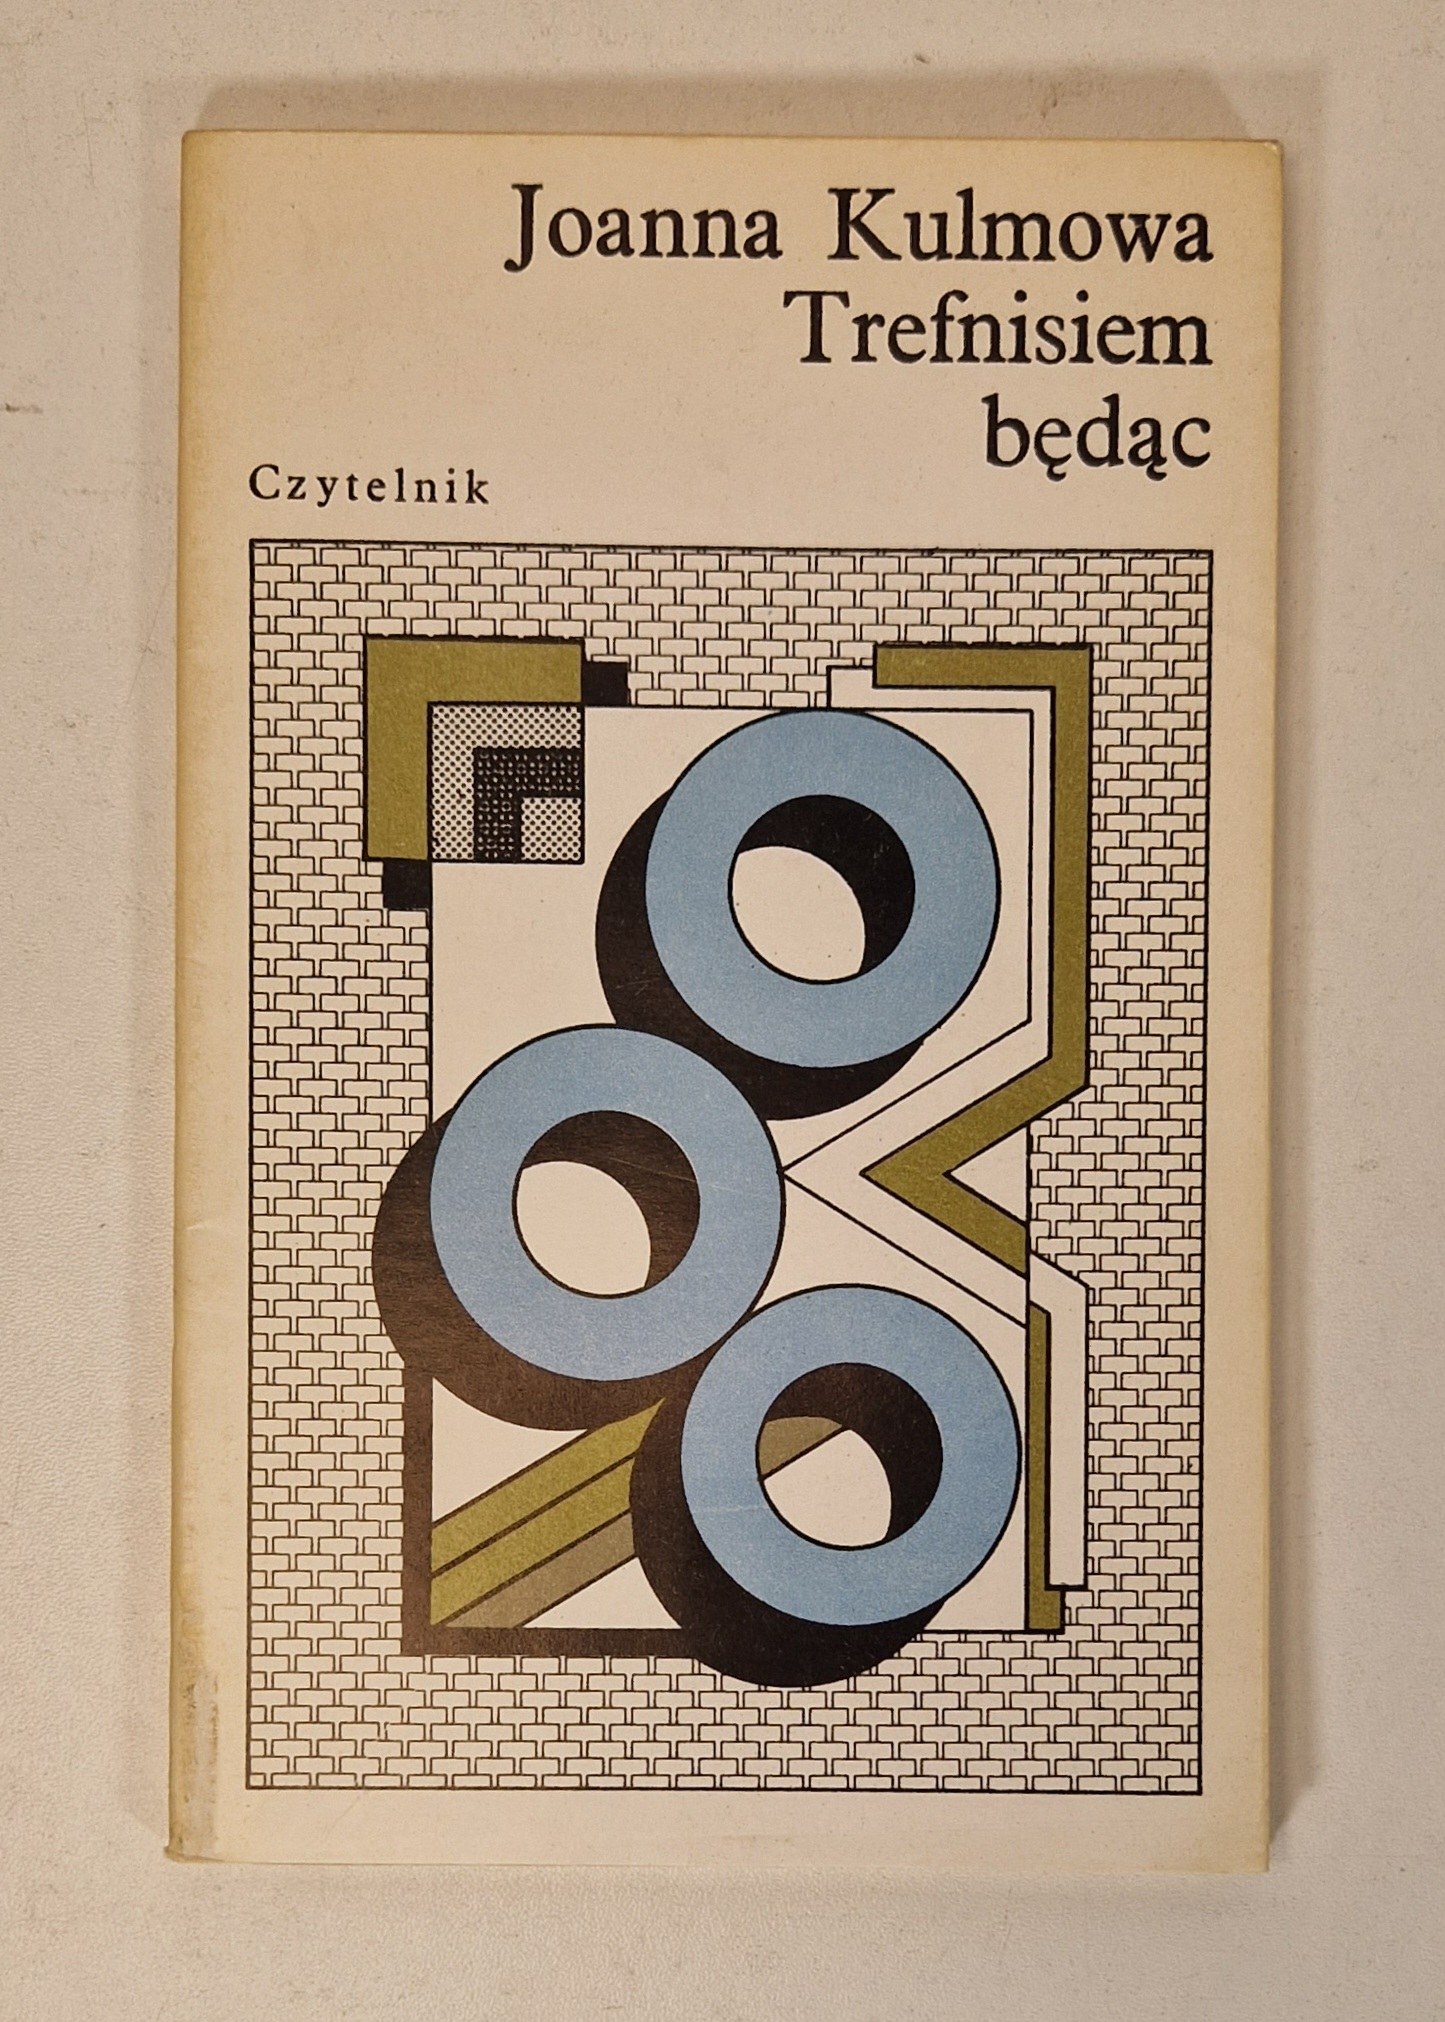 Joanna Kulmowa
Trefnisiem
będąc
Czytelnik